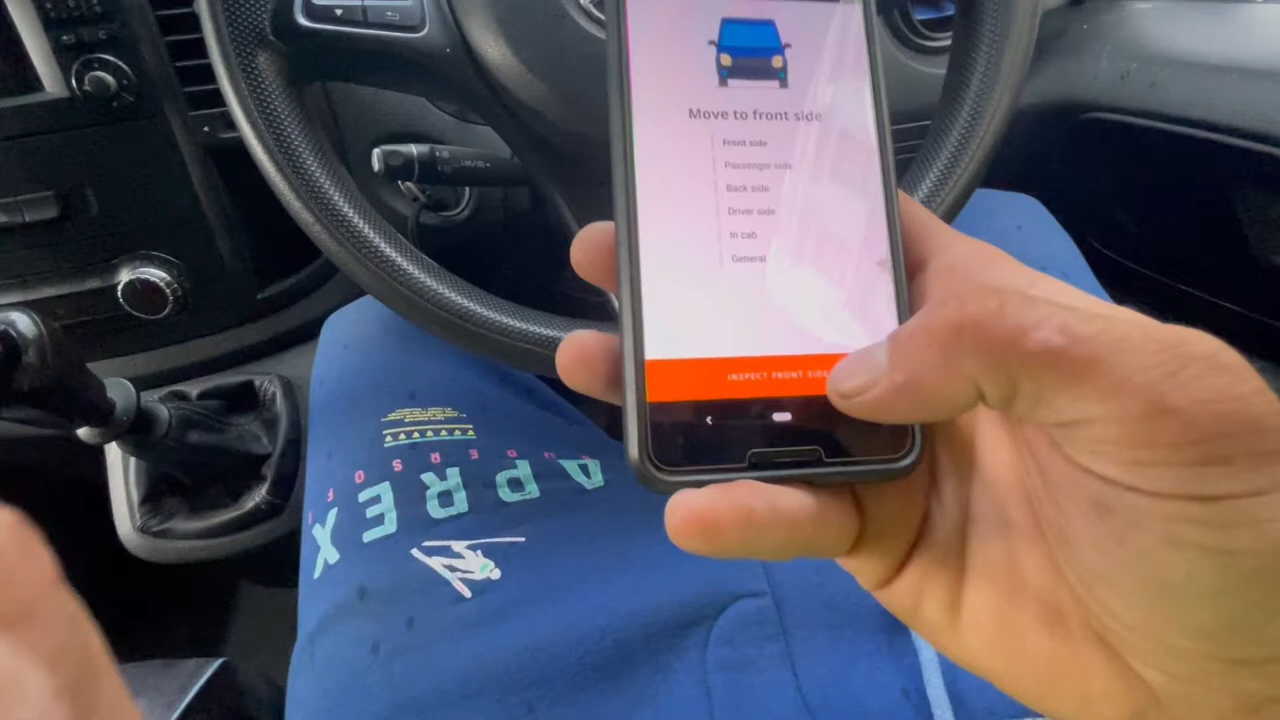 Move to front side
Front side
Passenger side
Back side
Driver side
In cab
General
INSPECT FRONT SIDE
APREX